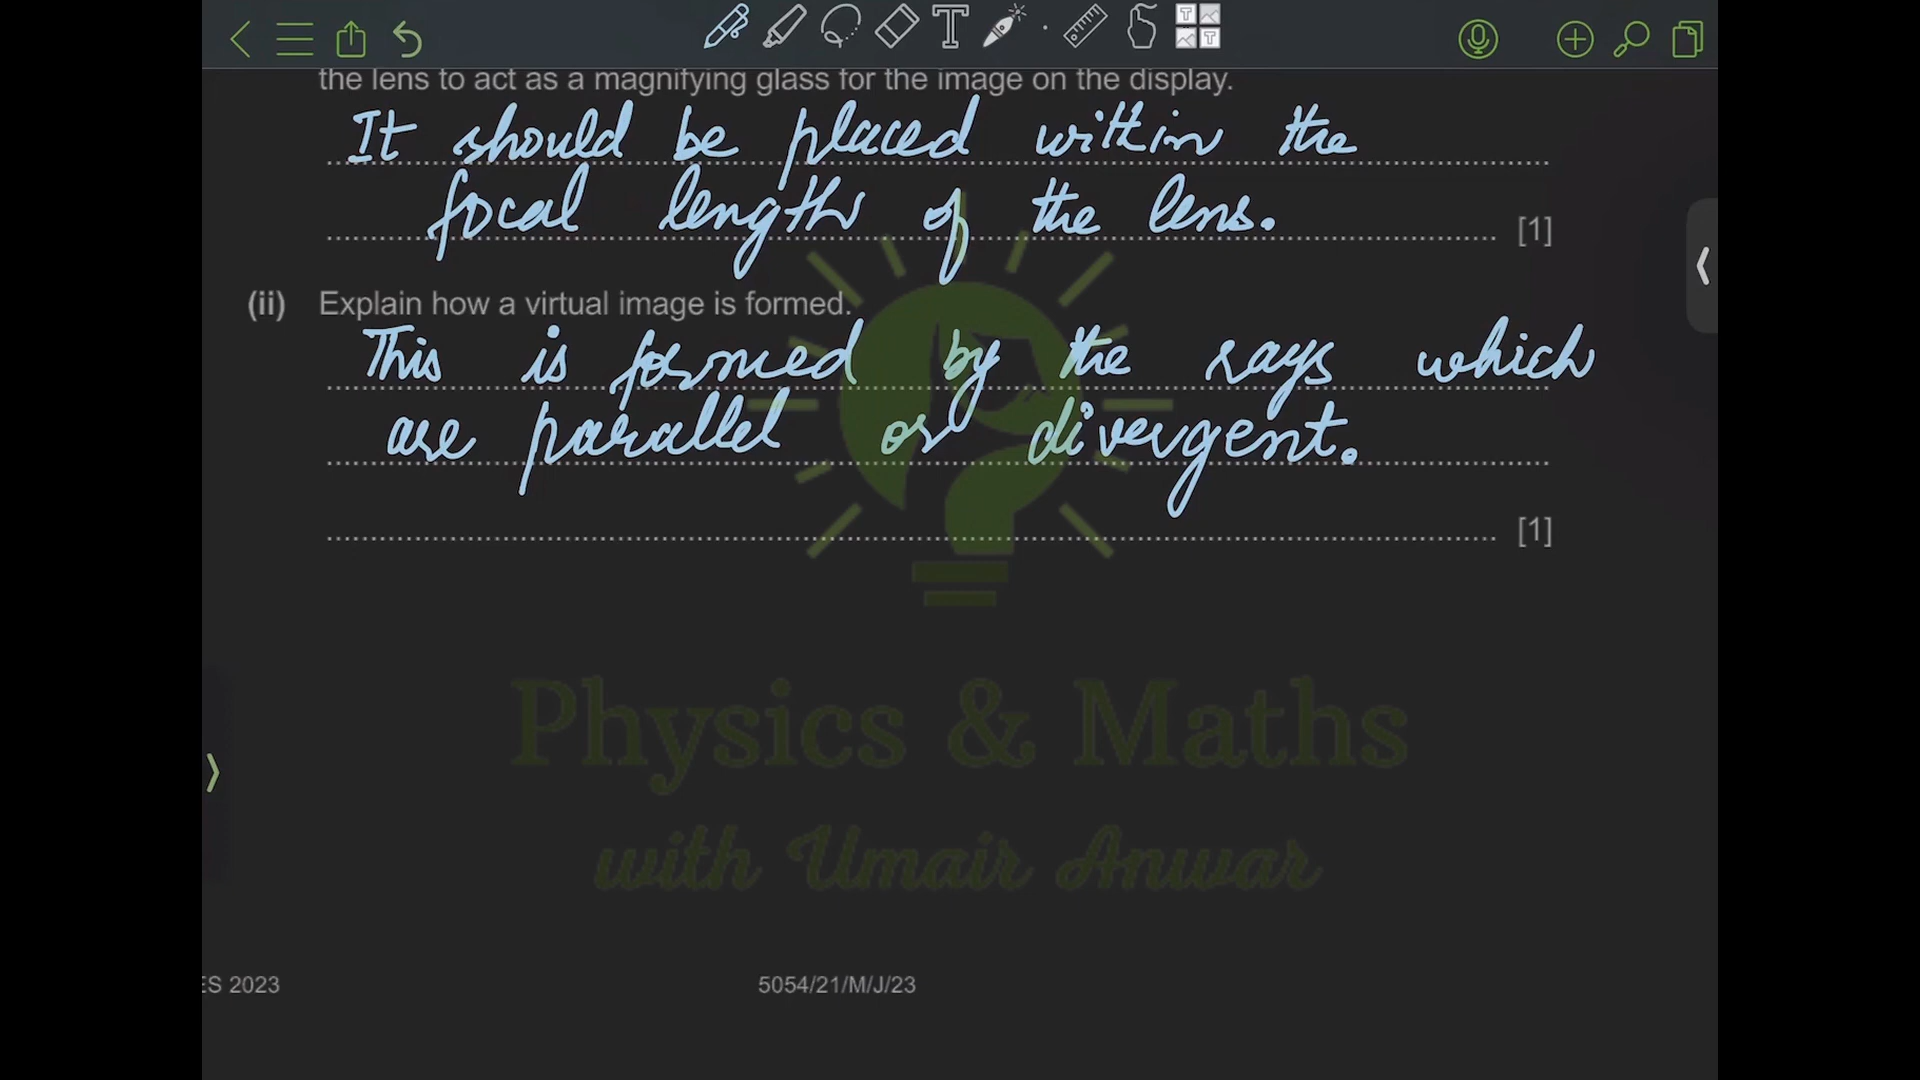 the lens to act as a magnifying glass for the image on the display.
It should be placed within the
focal length of the lens.
[1]
(ii) Explain how a virtual image is formed.
This is formed by the rays which
are parallel or divergent.
[1]
Physics & Maths
with Umair Anwar
ES 2023
5054/21/M/J/23